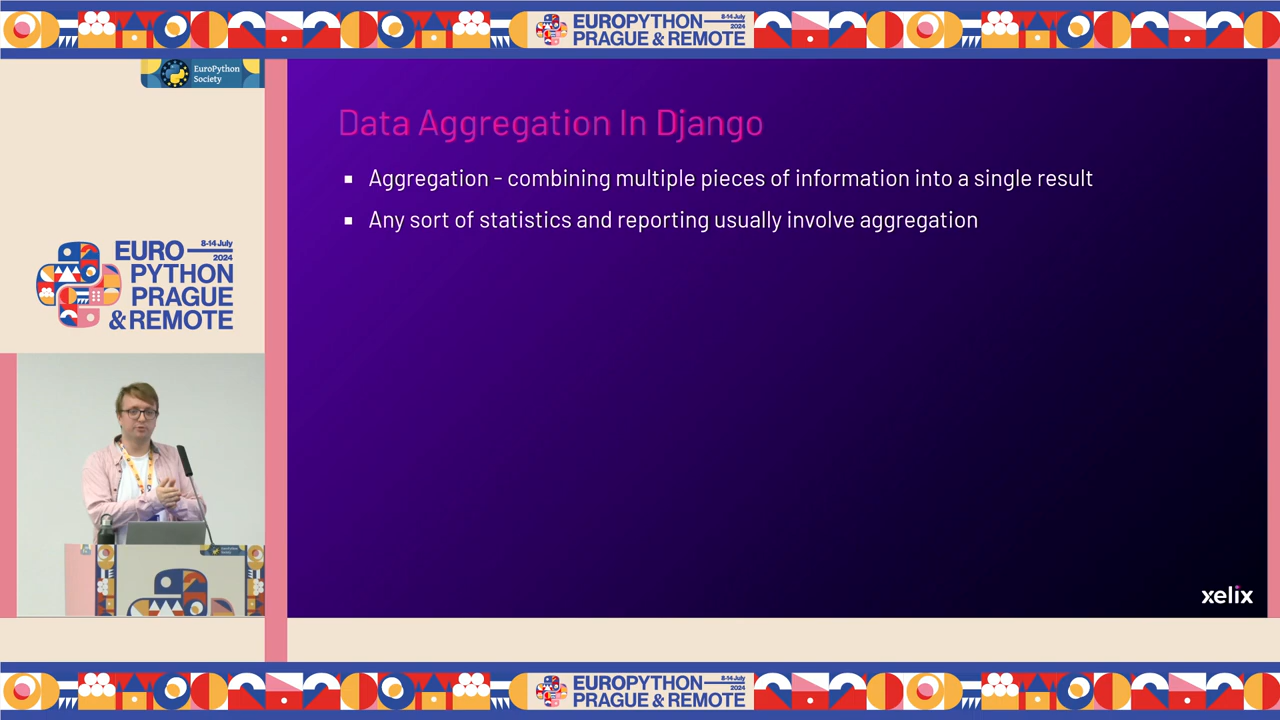 EUROPYTHON 8-14 July 2024
PRAGUE & REMOTE
EuroPython
Society
Data Aggregation In Django
▪ Aggregation - combining multiple pieces of information into a single result
▪ Any sort of statistics and reporting usually involve aggregation
EURO 8-14 July 2024
PYTHON
PRAGUE
& REMOTE
xelix
EUROPYTHON 8-14 July 2024
PRAGUE & REMOTE